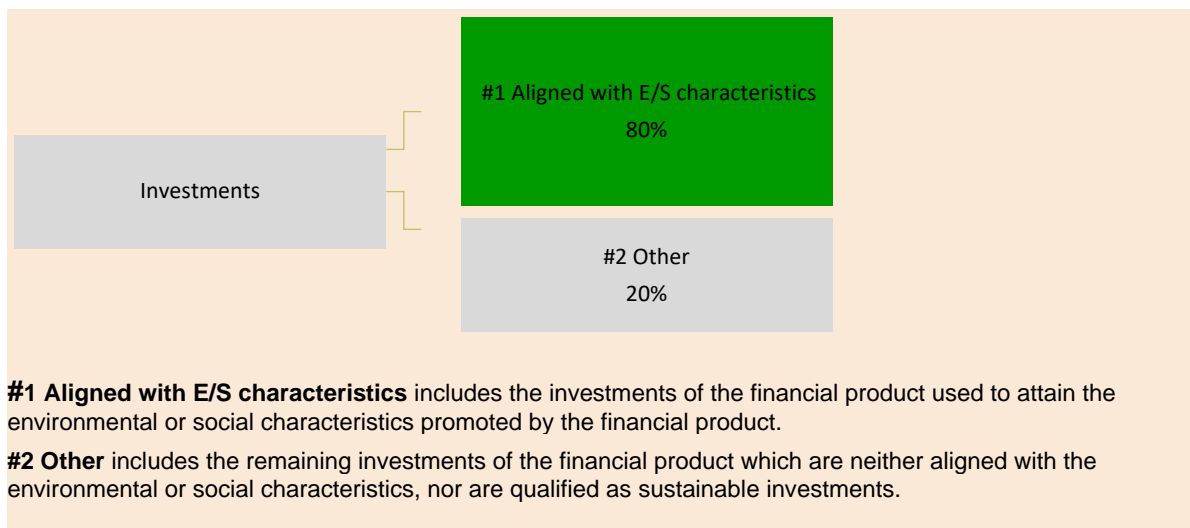 #1 Aligned with E/S characteristics
80%
Investments
#2 Other
20%
#1 Aligned with E/S characteristics includes the investments of the financial product used to attain the
environmental or social characteristics promoted by the financial product.
#2 Other includes the remaining investments of the financial product which are neither aligned with the
environmental or social characteristics, nor are qualified as sustainable investments.